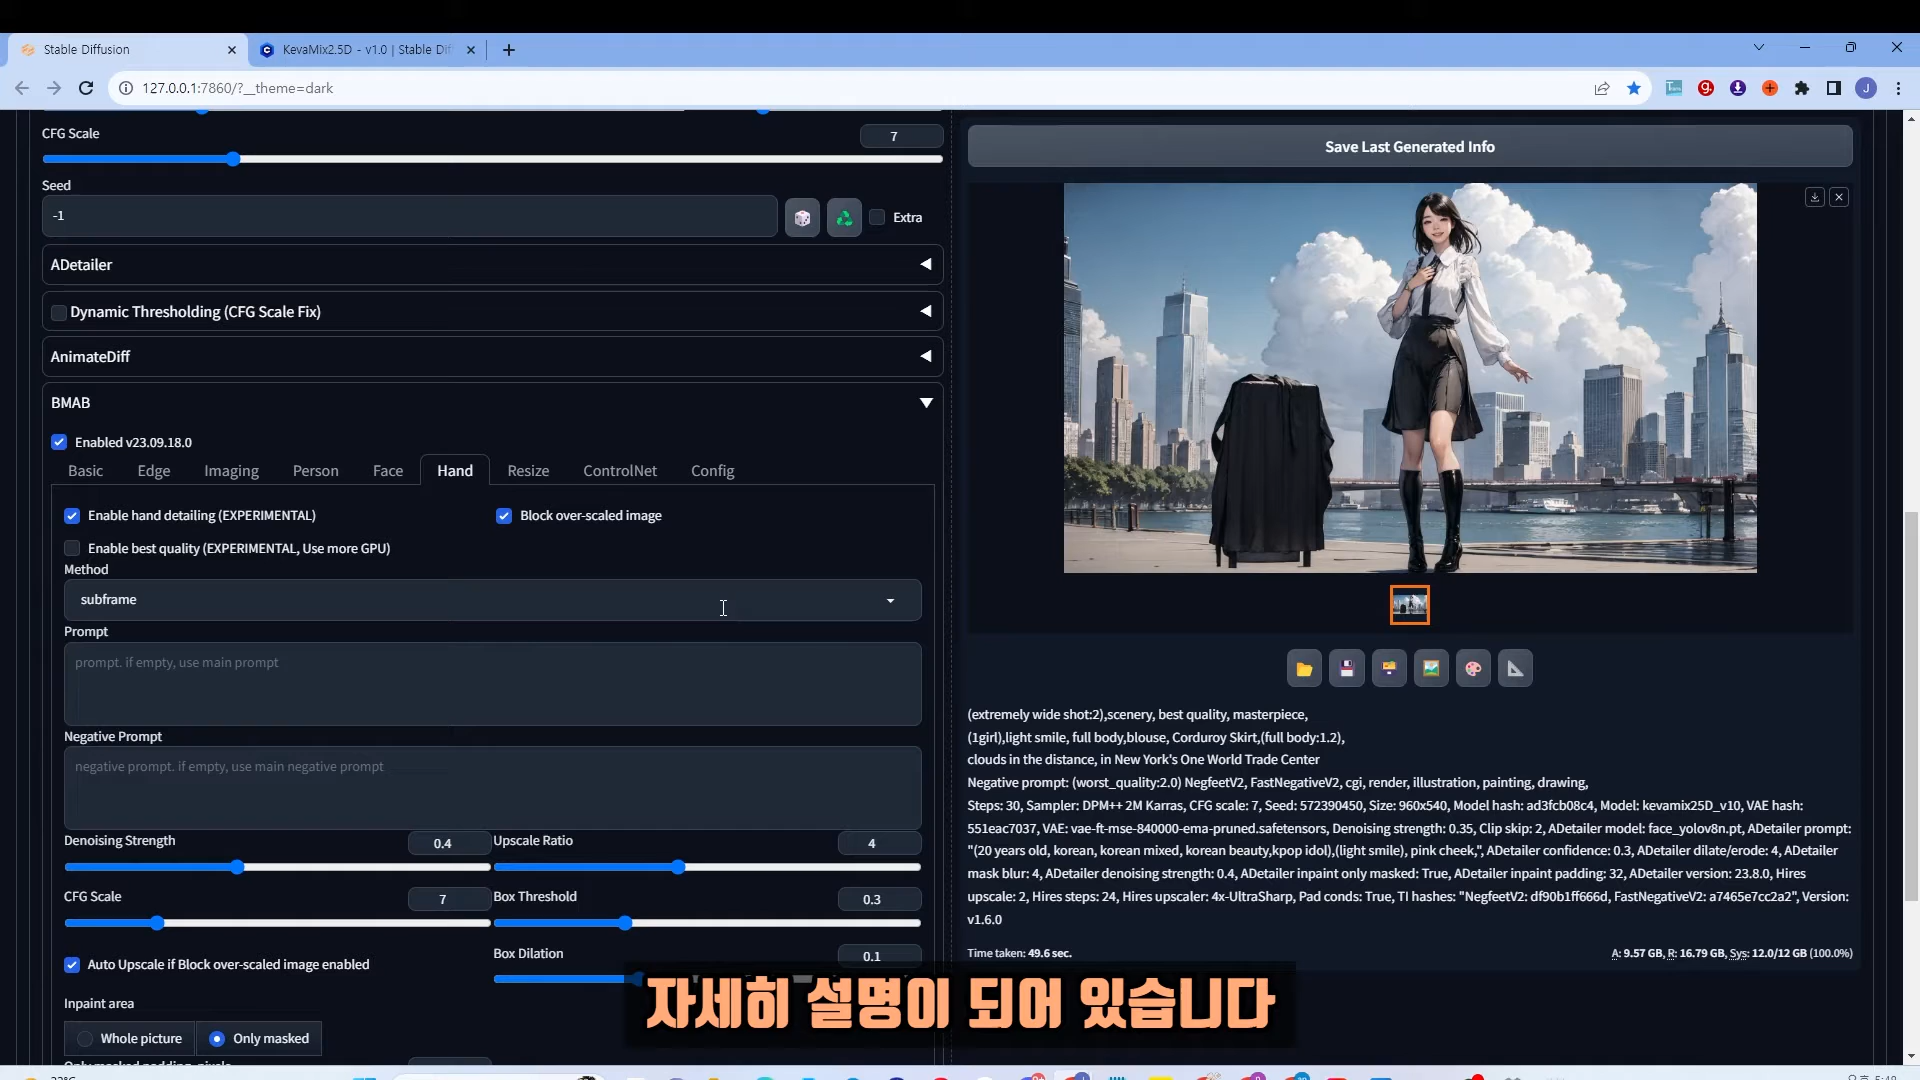 Stable Diffusion
KevaMix2.5D - v1.0 | Stable Dif
127.0.0.1:7860/?__theme=dark
CFG Scale
7
Seed
-1
Extra
ADetailer
Dynamic Thresholding (CFG Scale Fix)
AnimateDiff
BMAB
Enabled v23.09.18.0
Basic Edge Imaging Person Face Hand Resize ControlNet Config
Enable hand detailing (EXPERIMENTAL)
Block over-scaled image
Enable best quality (EXPERIMENTAL, Use more GPU)
Method
subframe
Prompt
prompt. if empty, use main prompt
Negative Prompt
negative prompt. if empty, use main negative prompt
Denoising Strength
0.4
Upscale Ratio
4
CFG Scale
7
Box Threshold
0.3
Auto Upscale if Block over-scaled image enabled
Box Dilation
0.1
Inpaint area
Whole picture
Only masked
Save Last Generated Info
(extremely wide shot:2),scenery, best quality, masterpiece,
(1girl),light smile, full body,blouse, Corduroy Skirt,(full body:1.2),
clouds in the distance, in New York's One World Trade Center
Negative prompt: (worst_quality:2.0) NegfeetV2, FastNegativeV2, cgi, render, illustration, painting, drawing,
Steps: 30, Sampler: DPM++ 2M Karras, CFG scale: 7, Seed: 572390450, Size: 960x540, Model hash: ad3fcb08c4, Model: kevamix25D_v10, VAE hash:
551eac7037, VAE: vae-ft-mse-840000-ema-pruned.safetensors, Denoising strength: 0.35, Clip skip: 2, ADetailer model: face_yolov8n.pt, ADetailer prompt:
"(20 years old, korean, korean mixed, korean beauty,kpop idol),(light smile), pink cheek,", ADetailer confidence: 0.3, ADetailer dilate/erode: 4, ADetailer
mask blur: 4, ADetailer denoising strength: 0.4, ADetailer inpaint only masked: True, ADetailer inpaint padding: 32, ADetailer version: 23.8.0, Hires
upscale: 2, Hires steps: 24, Hires upscaler: 4x-UltraSharp, Pad conds: True, TI hashes: "NegfeetV2: df90b1ff666d, FastNegativeV2: a7465e7cc2a2", Version:
v1.6.0
Time taken: 49.6 sec.
A: 9.57 GB, R: 16.79 GB, Sys: 12.0/12 GB (100.0%)
자세히 설명이 되어 있습니다